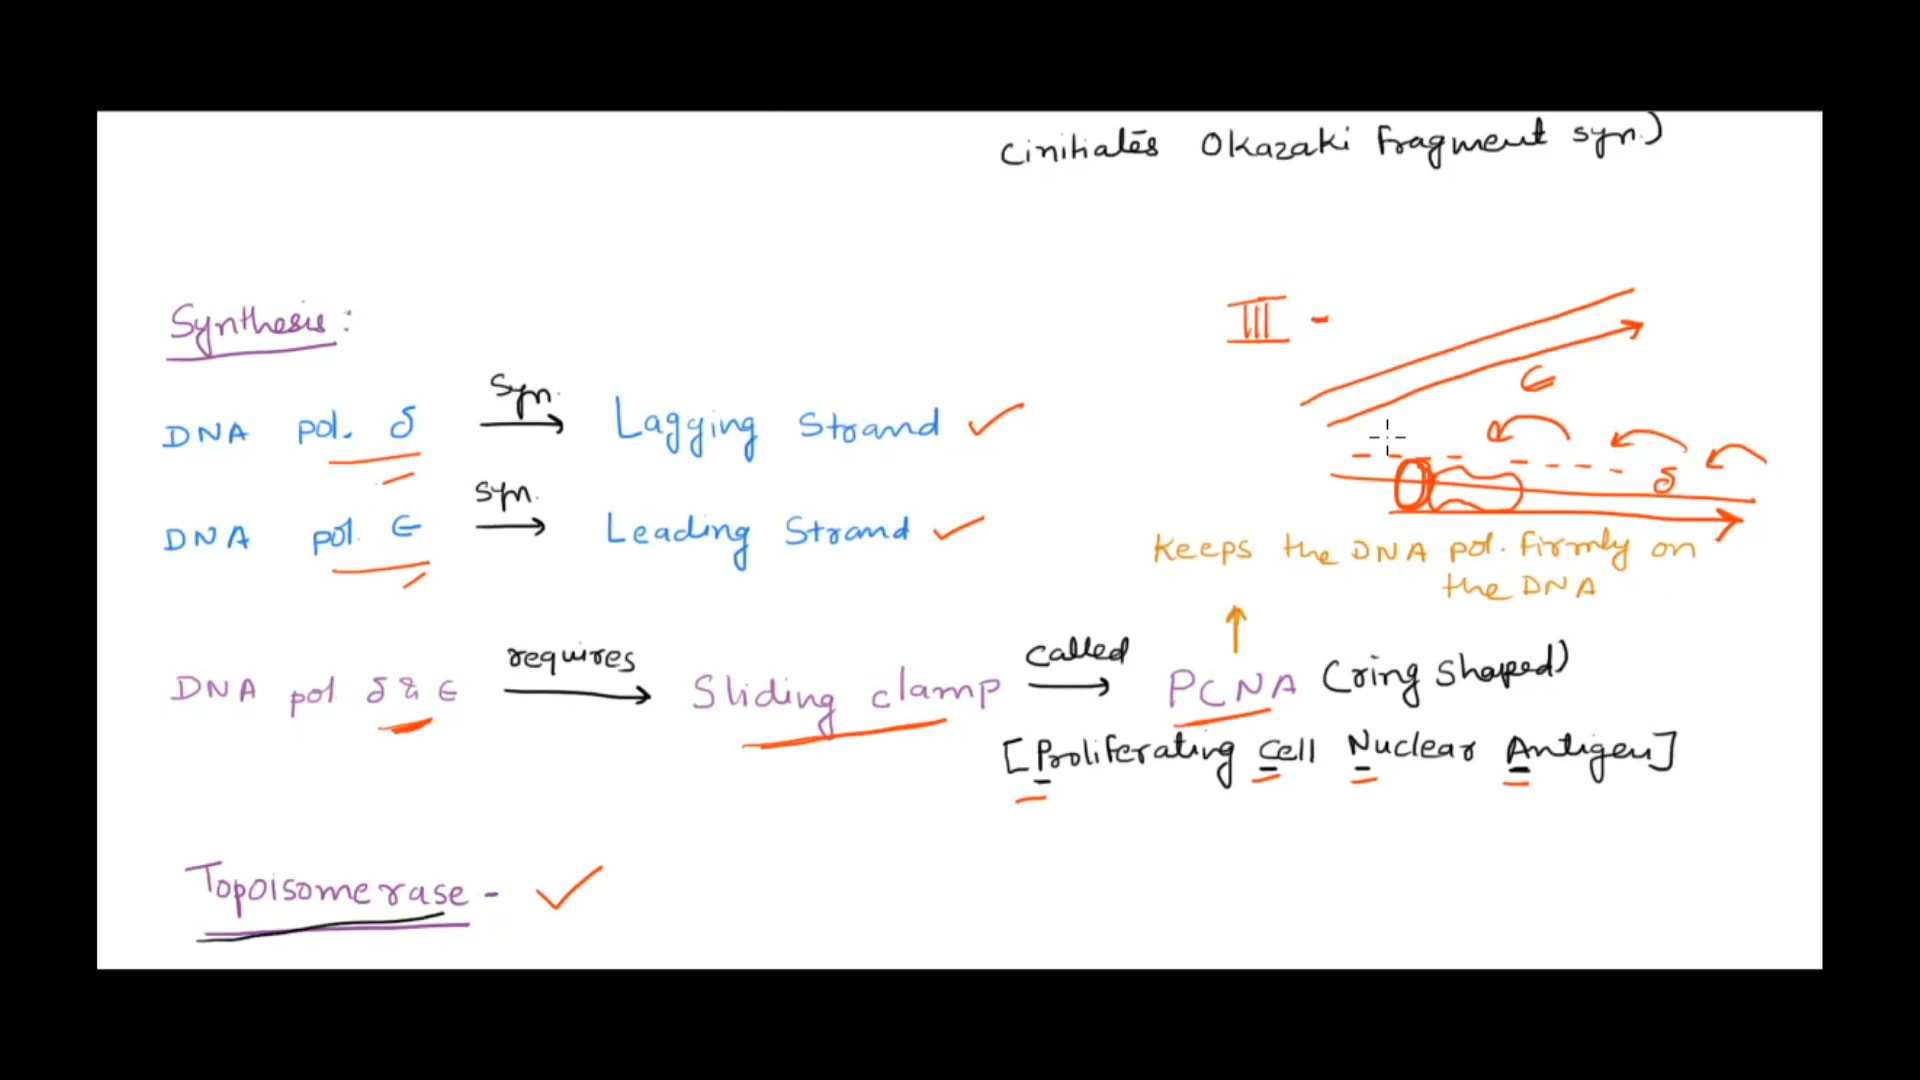 (initiates Okazaki Fragment syn.)
Synthesis:
III -
ϵ
DNA pol. δ syn. → Lagging Strand ✓
δ
DNA pol. ϵ syn. → Leading Strand ✓
Keeps the DNA pol. firmly on
the DNA
↑
DNA pol δ & ϵ requires → Sliding clamp called → PCNA (ring shaped)
[Proliferating Cell Nuclear Antigen]
Topoisomerase - ✓